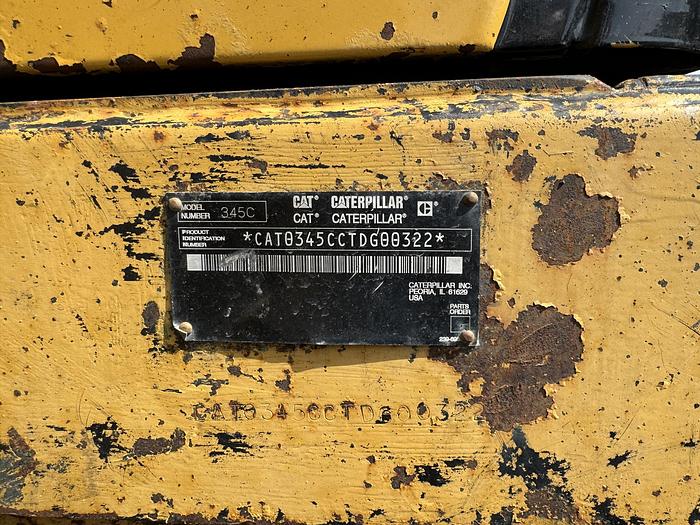 MODEL NUMBER 345C
CAT® CATERPILLAR®
CAT® CATERPILLAR®
PRODUCT IDENTIFICATION NUMBER *CAT0345CCTDG00322*
CATERPILLAR INC.
PEORIA, IL 61629
USA
PARTS ORDER
CAT0345CCTDG0032